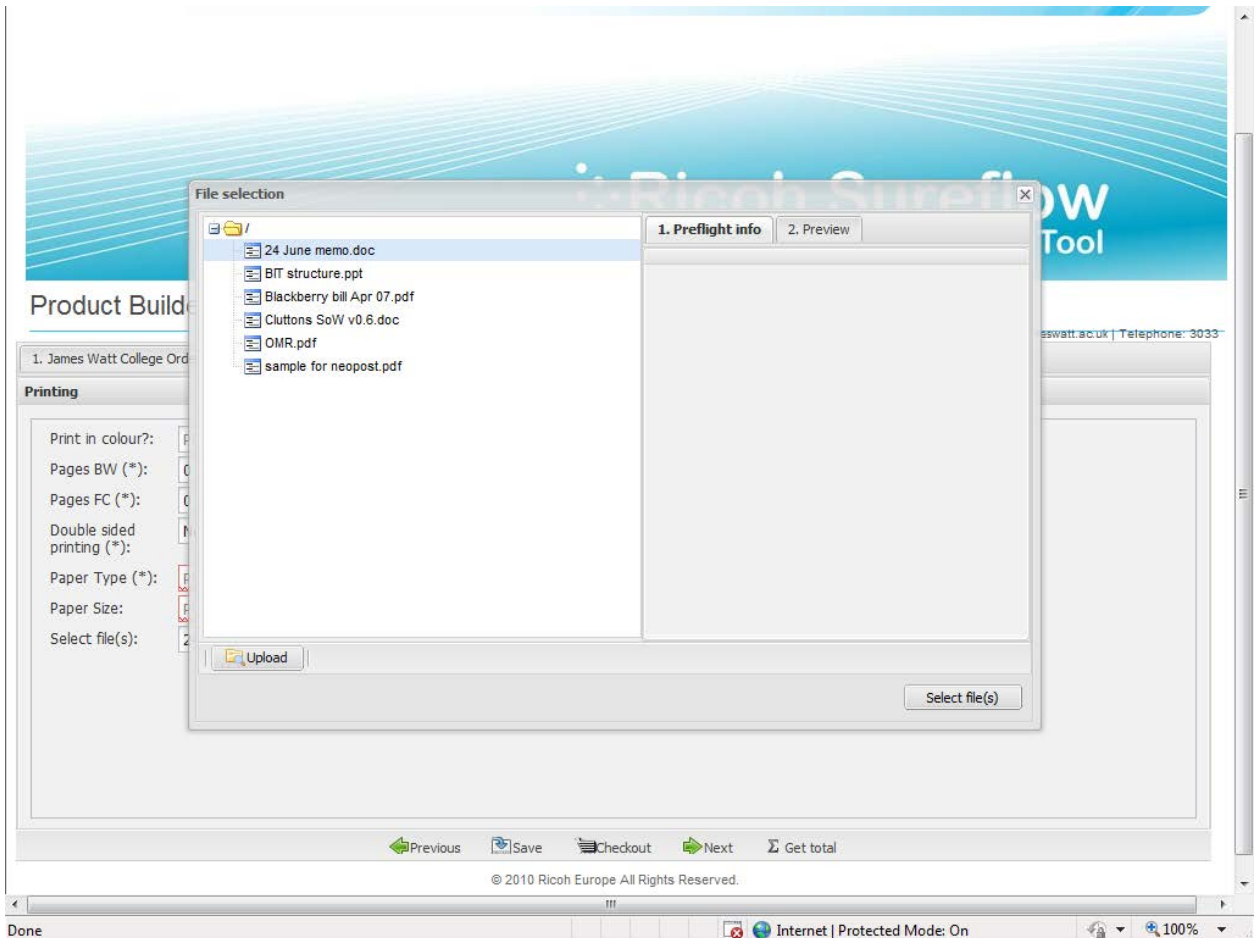 Ricoh Sureflow
Tool
File selection
/
24 June memo.doc
BIT structure.ppt
Blackberry bill Apr 07.pdf
Cluttons SoW v0.6.doc
OMR.pdf
sample for neopost.pdf
1. Preflight info 2. Preview
Upload
Select file(s)
Product Builde
swatt.ac.uk | Telephone: 3033
1. James Watt College Ord
Printing
Print in colour?:
Pages BW (*): 0
Pages FC (*): 0
Double sided
printing (*):
Paper Type (*):
Paper Size:
Select file(s): 2
Previous Save Checkout Next Σ Get total
© 2010 Ricoh Europe All Rights Reserved.
Done Internet | Protected Mode: On 100%